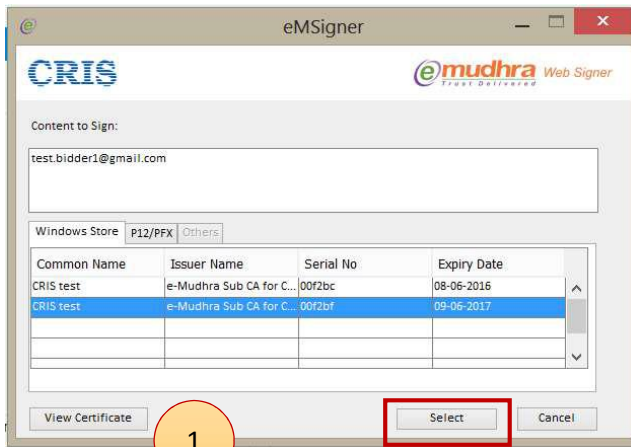 eMSigner
CRIS
emudhra Web Signer
Trust Delivered
Content to Sign:
test.bidder1@gmail.com
Windows Store P12/PFX Others
Common Name Issuer Name Serial No Expiry Date
CRIS test e-Mudhra Sub CA for C... 00f2bc 08-06-2016
CRIS test e-Mudhra Sub CA for C... 00f2bf 09-06-2017
View Certificate Select Cancel
1